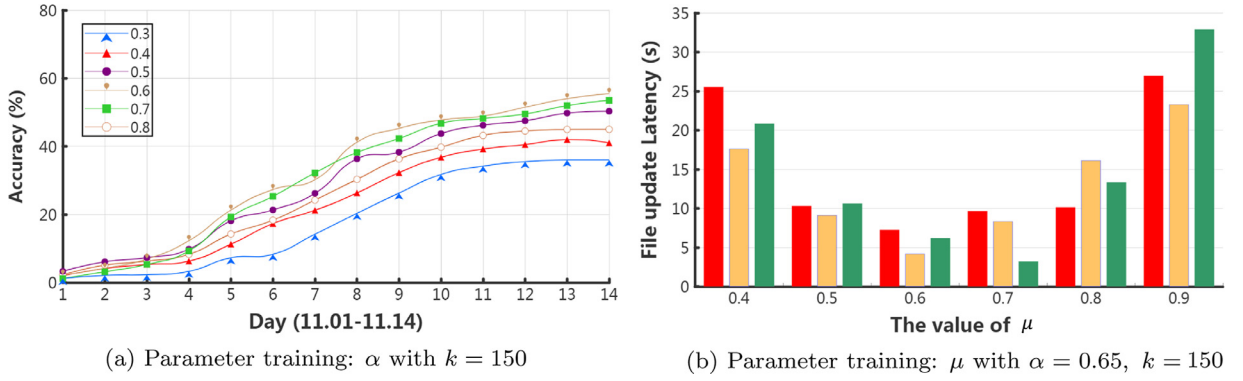 80
60
40
20
0
Accuracy (%)
0.3
0.4
0.5
0.6
0.7
0.8
1 2 3 4 5 6 7 8 9 10 11 12 13 14
Day (11.01-11.14)
(a) Parameter training: α with k = 150
35
30
25
20
15
10
5
0
File update Latency (s)
0.4 0.5 0.6 0.7 0.8 0.9
The value of μ
(b) Parameter training: μ with α = 0.65, k = 150